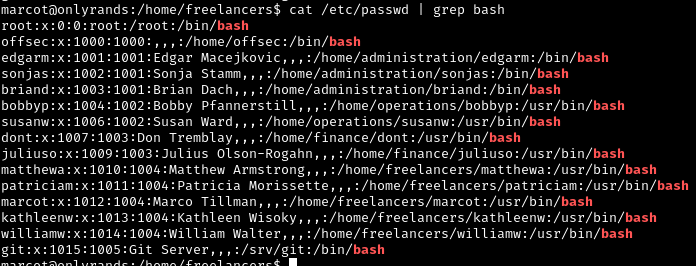 marcot@onlyrands:/home/freelancers$ cat /etc/passwd | grep bash
root:x:0:0:root:/root:/bin/bash
offsec:x:1000:1000:,,,:/home/offsec:/bin/bash
edgarm:x:1001:1001:Edgar Macejkovic,,,:/home/administration/edgarm:/bin/bash
sonjas:x:1002:1001:Sonja Stamm,,,:/home/administration/sonjas:/bin/bash
briand:x:1003:1001:Brian Dach,,,:/home/administration/briand:/bin/bash
bobbyp:x:1004:1002:Bobby Pfannerstill,,,:/home/operations/bobbyp:/usr/bin/bash
susanw:x:1006:1002:Susan Ward,,,:/home/operations/susanw:/usr/bin/bash
dont:x:1007:1003:Don Tremblay,,,:/home/finance/dont:/usr/bin/bash
juliuso:x:1009:1003:Julius Olson-Rogahn,,,:/home/finance/juliuso:/usr/bin/bash
matthewa:x:1010:1004:Matthew Armstrong,,,:/home/freelancers/matthewa:/usr/bin/bash
patriciam:x:1011:1004:Patricia Morissette,,,:/home/freelancers/patriciam:/usr/bin/bash
marcot:x:1012:1004:Marco Tillman,,,:/home/freelancers/marcot:/usr/bin/bash
kathleenw:x:1013:1004:Kathleen Wisoky,,,:/home/freelancers/kathleenw:/usr/bin/bash
williamw:x:1014:1004:William Walter,,,:/home/freelancers/williamw:/usr/bin/bash
git:x:1015:1005:Git Server,,,:/srv/git:/bin/bash
marcot@onlyrands:/home/freelancers$